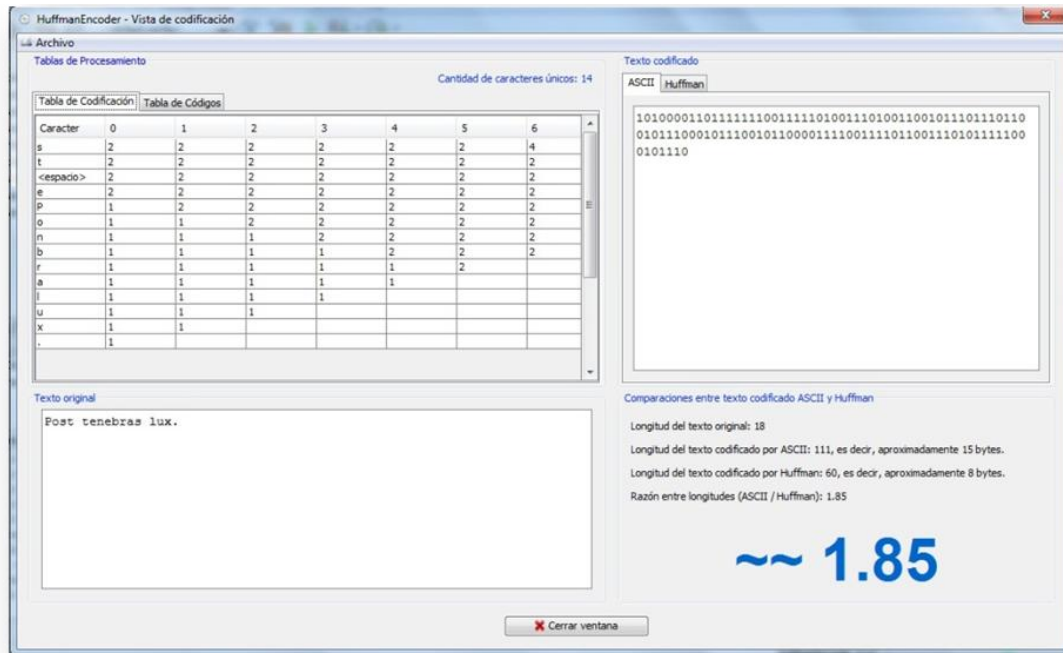 HuffmanEncoder - Vista de codificación
Archivo
Tablas de Procesamiento
Cantidad de caracteres únicos: 14
Tabla de Codificación Tabla de Códigos
Caracter 0 1 2 3 4 5 6
s 2 2 2 2 2 2 4
t 2 2 2 2 2 2 2
<espacio> 2 2 2 2 2 2 2
e 2 2 2 2 2 2 2
P 1 2 2 2 2 2 2
o 1 1 2 2 2 2 2
n 1 1 1 2 2 2 2
b 1 1 1 1 2 2 2
r 1 1 1 1 1 2
a 1 1 1 1 1
l 1 1 1 1
u 1 1 1
x 1 1
. 1
Texto codificado
ASCII Huffman
1010000110111111110011111010011101001100101110111011 0
0101110001011100101100001111001111011001110101111100
0101110
Texto original
Post tenebras lux.
Comparaciones entre texto codificado ASCII y Huffman
Longitud del texto original: 18
Longitud del texto codificado por ASCII: 111, es decir, aproximadamente 15 bytes.
Longitud del texto codificado por Huffman: 60, es decir, aproximadamente 8 bytes.
Razón entre longitudes (ASCII / Huffman): 1.85
~~ 1.85
Cerrar ventana